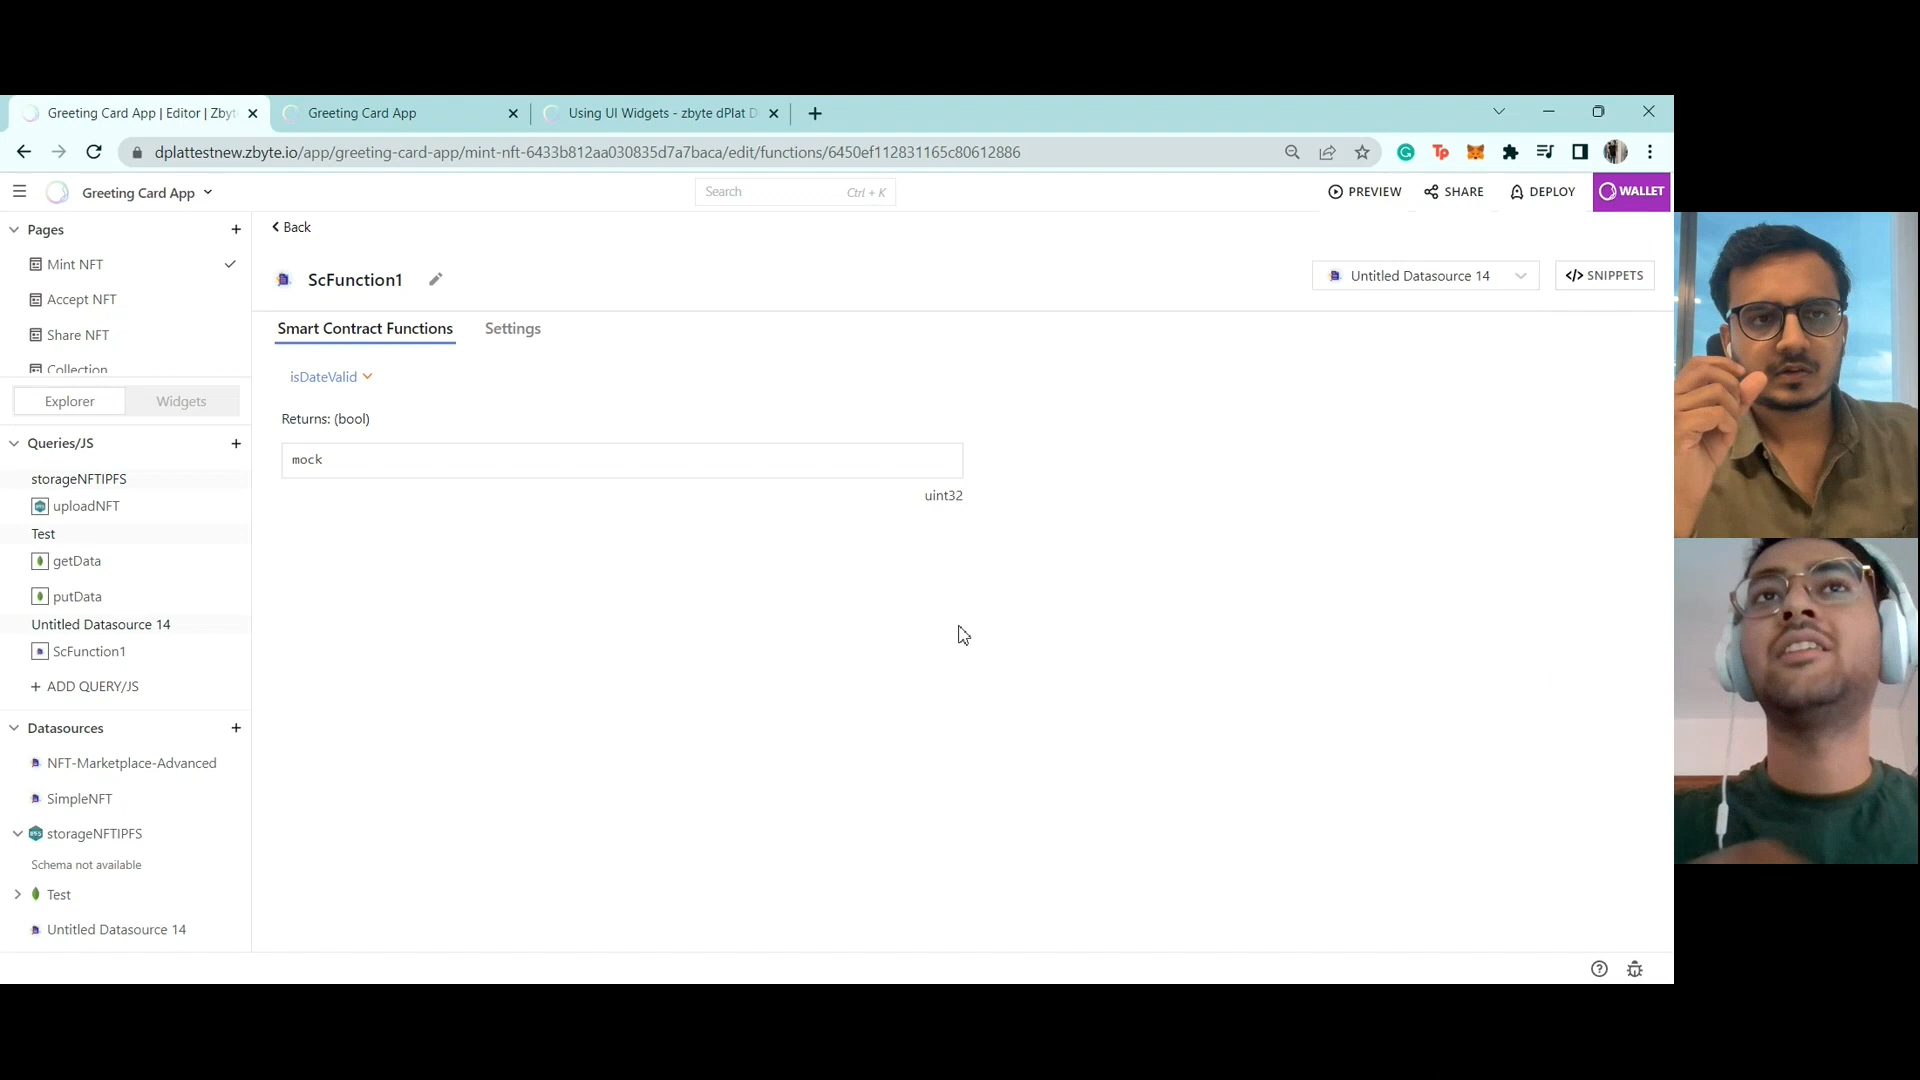 Greeting Card App | Editor | Zbyt
Greeting Card App
Using UI Widgets - zbyte dPlat D
dplattestnew.zbyte.io/app/greeting-card-app/mint-nft-6433b812aa030835d7a7baca/edit/functions/6450ef112831165c80612886
Greeting Card App
Search Ctrl + K
PREVIEW
SHARE
DEPLOY
WALLET
Pages
Mint NFT
Accept NFT
Share NFT
Collection
Explorer
Widgets
Queries/JS
storageNFTIPFS
uploadNFT
Test
getData
putData
Untitled Datasource 14
ScFunction1
+ ADD QUERY/JS
Datasources
NFT-Marketplace-Advanced
SimpleNFT
storageNFTIPFS
Schema not available
Test
Untitled Datasource 14
Back
ScFunction1
Untitled Datasource 14
</> SNIPPETS
Smart Contract Functions
Settings
isDateValid
Returns: (bool)
mock
uint32